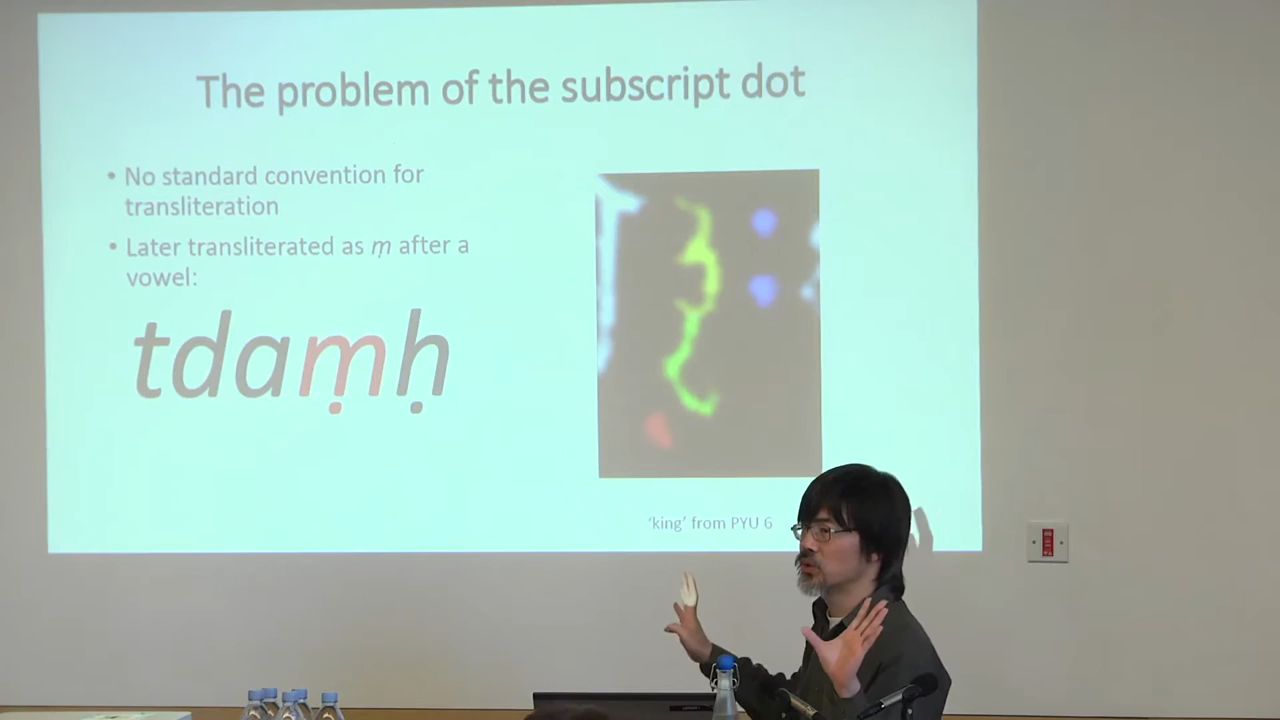 The problem of the subscript dot
• No standard convention for
transliteration
• Later transliterated as ṃ after a
vowel:
tdaṃḥ
‘king’ from PYU 6